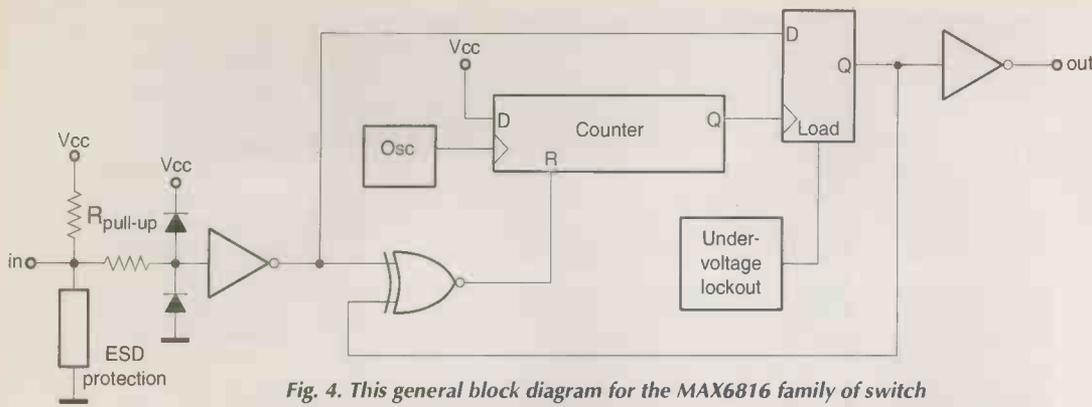 Vcc
D
Q
out
Load
Vcc
D
Counter
Q
R
Osc
Vcc
Vcc
Rpull-up
in
ESD
protection
Under-
voltage
lockout
Fig. 4. This general block diagram for the MAX6816 family of switch